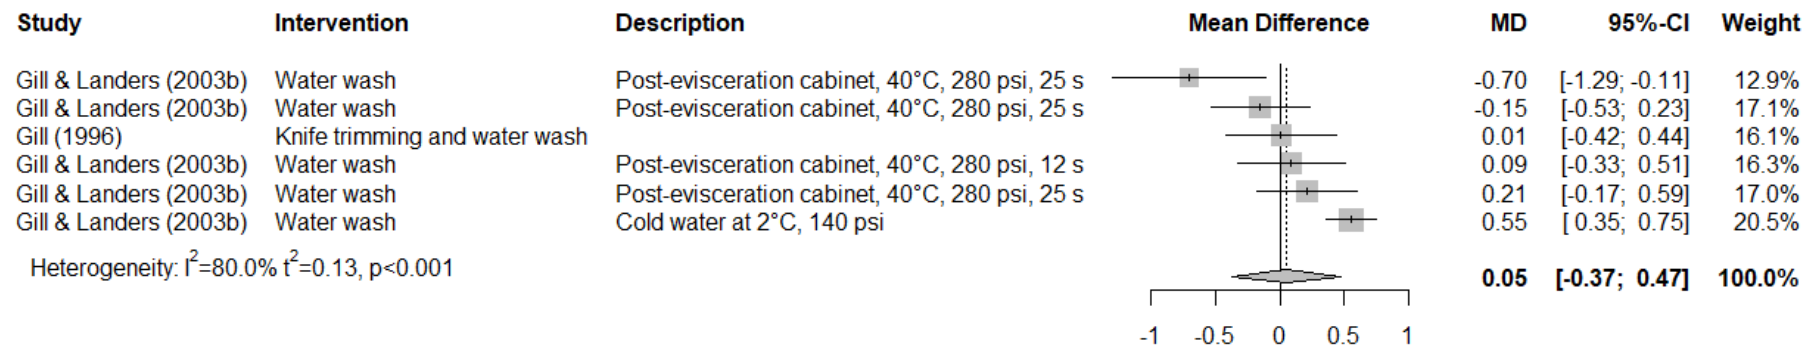 Study Intervention Description Mean Difference MD 95%-CI Weight
Gill & Landers (2003b) Water wash Post-evisceration cabinet, 40°C, 280 psi, 25 s -0.70 [-1.29; -0.11] 12.9%
Gill & Landers (2003b) Water wash Post-evisceration cabinet, 40°C, 280 psi, 25 s -0.15 [-0.53; 0.23] 17.1%
Gill (1996) Knife trimming and water wash 0.01 [-0.42; 0.44] 16.1%
Gill & Landers (2003b) Water wash Post-evisceration cabinet, 40°C, 280 psi, 12 s 0.09 [-0.33; 0.51] 16.3%
Gill & Landers (2003b) Water wash Post-evisceration cabinet, 40°C, 280 psi, 25 s 0.21 [-0.17; 0.59] 17.0%
Gill & Landers (2003b) Water wash Cold water at 2°C, 140 psi 0.55 [ 0.35; 0.75] 20.5%
Heterogeneity: I²=80.0% t²=0.13, p<0.001 0.05 [-0.37; 0.47] 100.0%
-1 -0.5 0 0.5 1